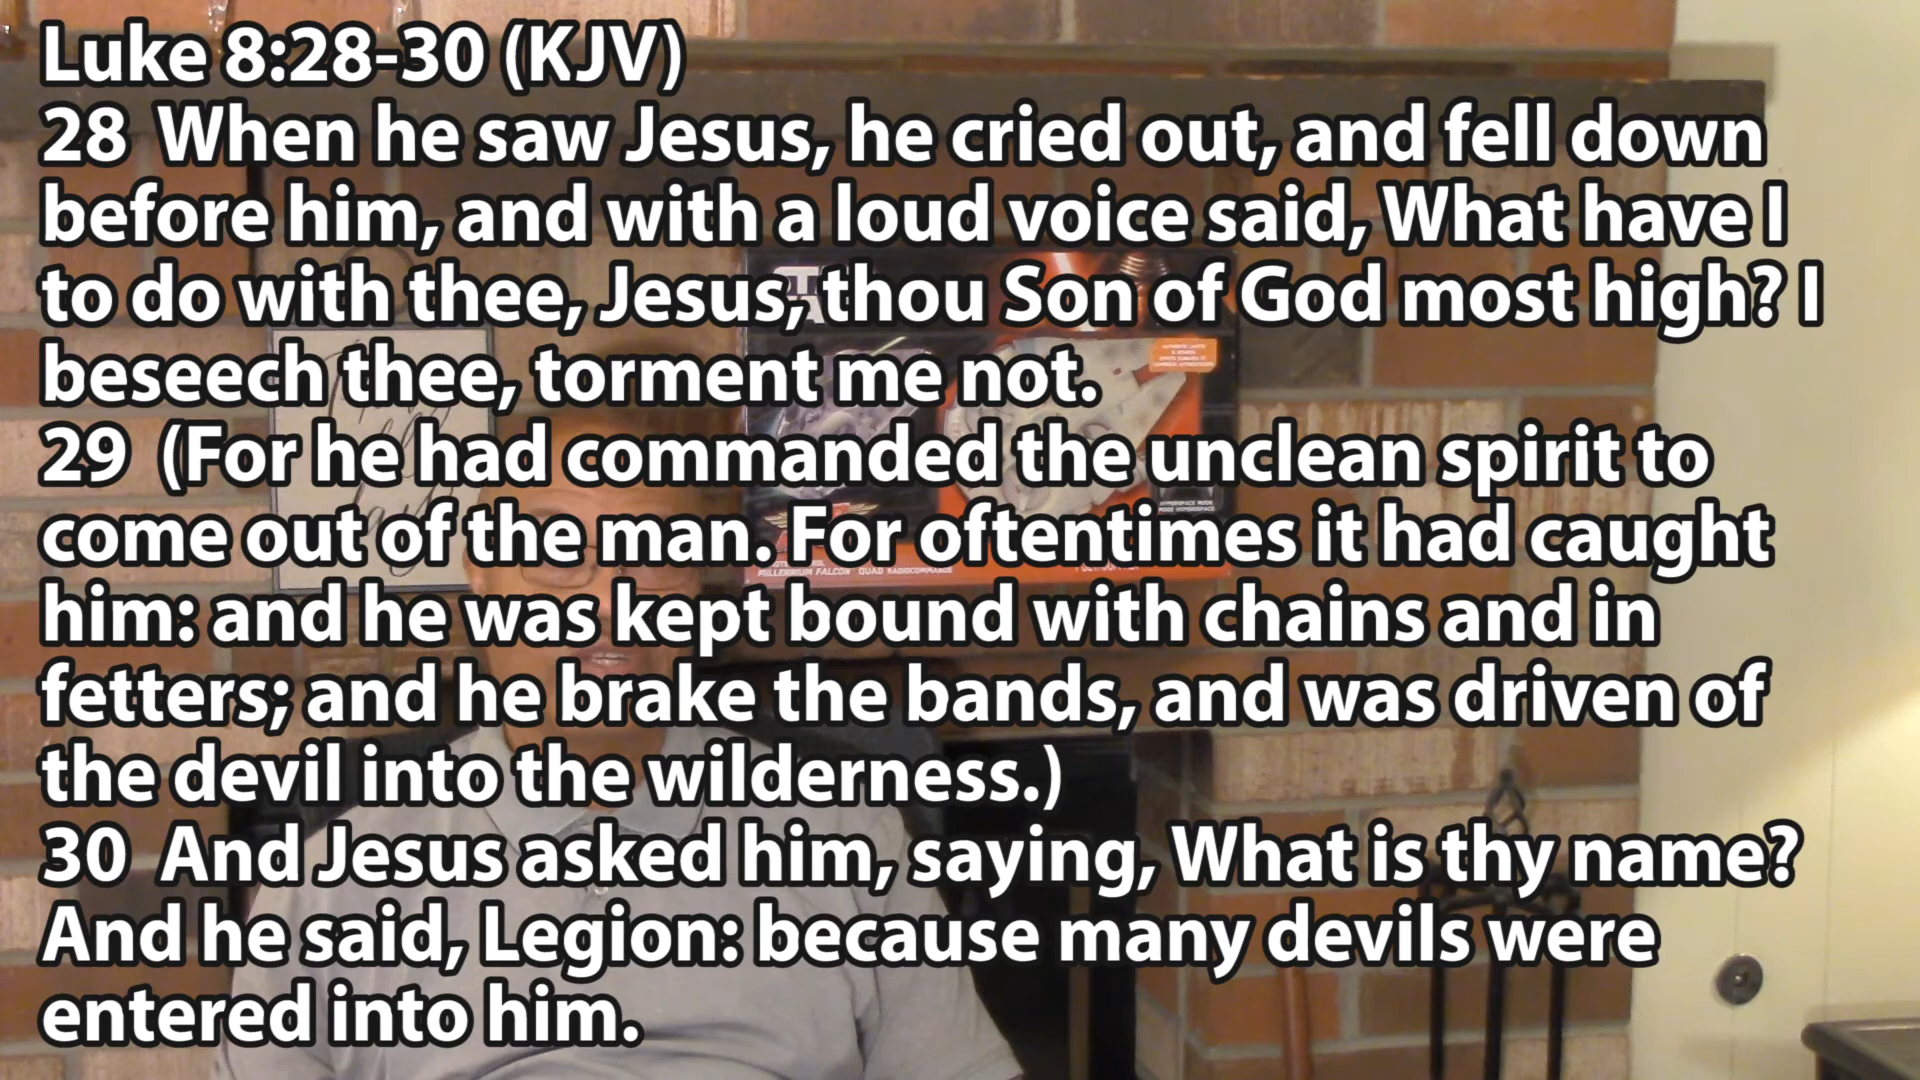 Luke 8:28-30 (KJV)
28 When he saw Jesus, he cried out, and fell down
before him, and with a loud voice said, What have I
to do with thee, Jesus, thou Son of God most high? I
beseech thee, torment me not.
29 (For he had commanded the unclean spirit to
come out of the man. For oftentimes it had caught
him: and he was kept bound with chains and in
fetters; and he brake the bands, and was driven of
the devil into the wilderness.)
30 And Jesus asked him, saying, What is thy name?
And he said, Legion: because many devils were
entered into him.
MILLENNIUM FALCON QUAD